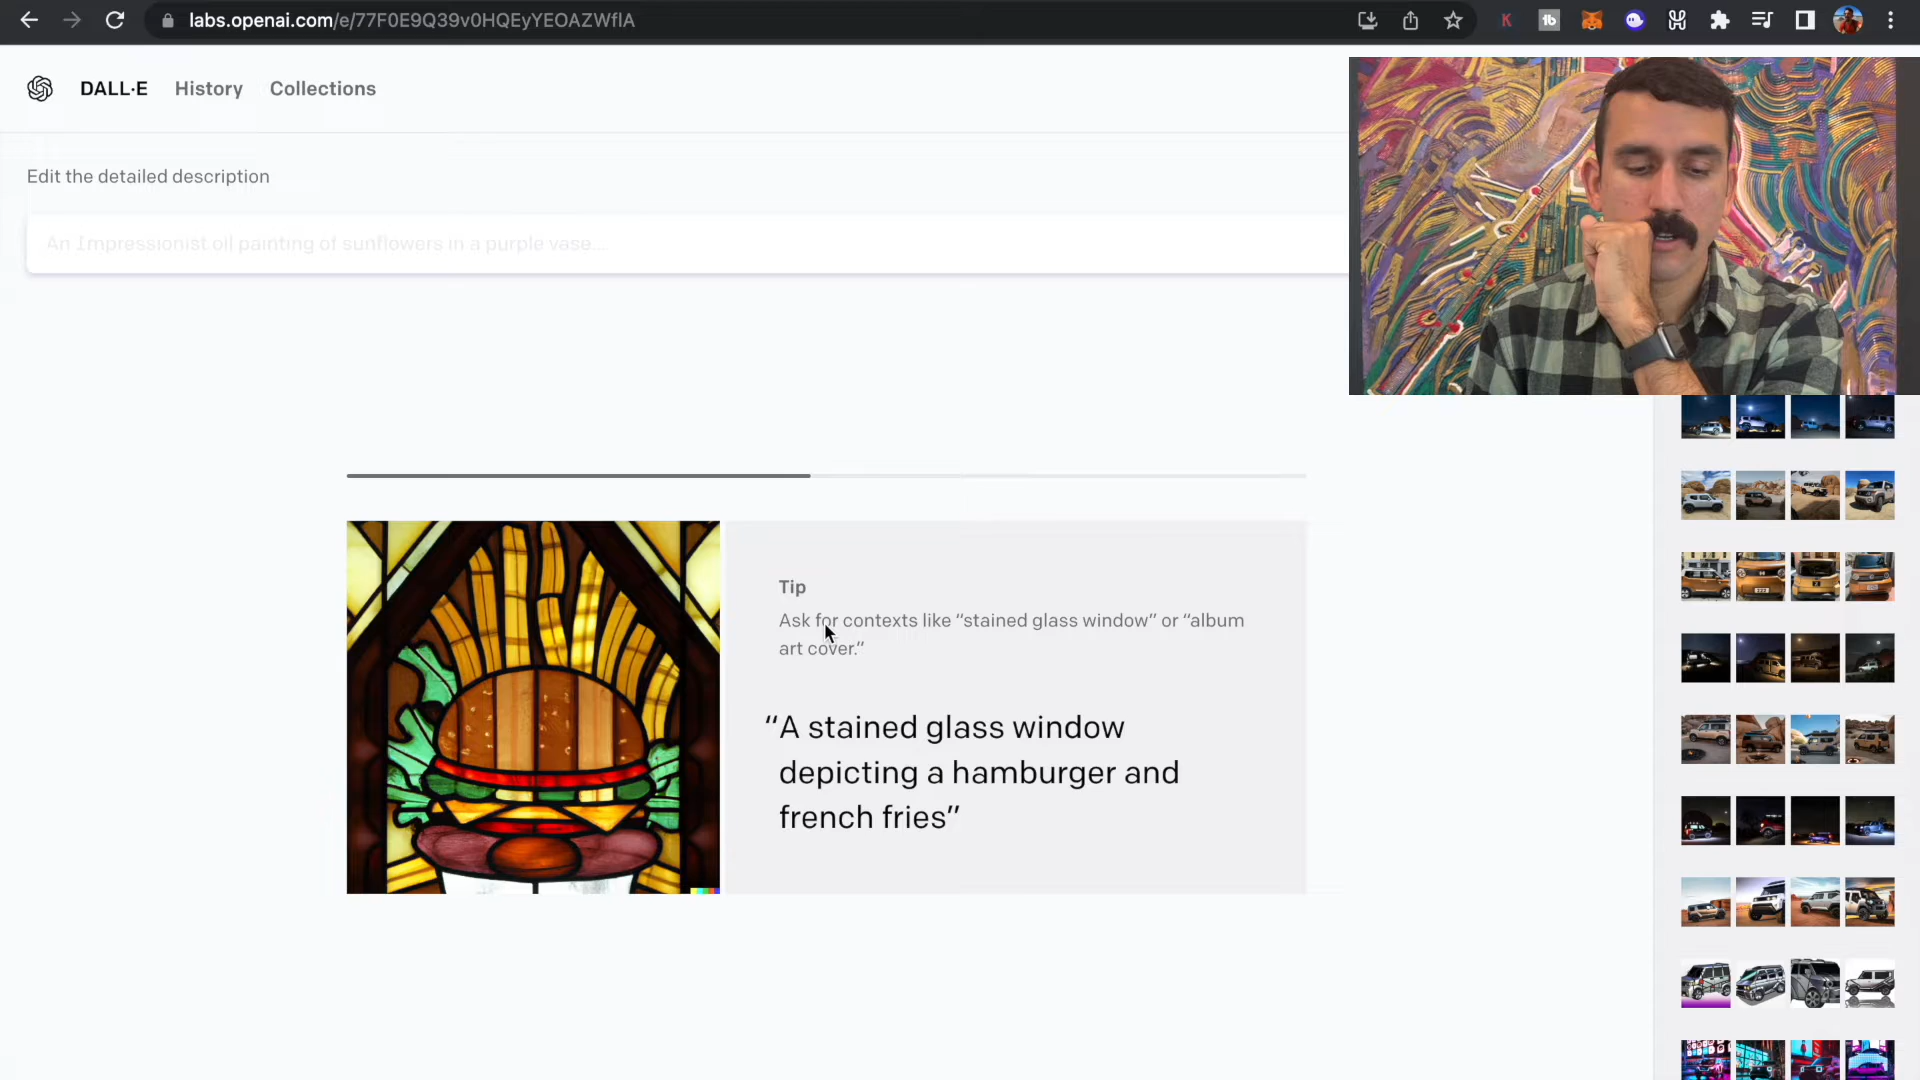 labs.openai.com/e/77F0E9Q39v0HQEyYEOAZWflA
DALL·E History Collections
Edit the detailed description
An Impressionist oil painting of sunflowers in a purple vase...
Tip
Ask for contexts like “stained glass window” or “album
art cover.”
“A stained glass window
depicting a hamburger and
french fries”